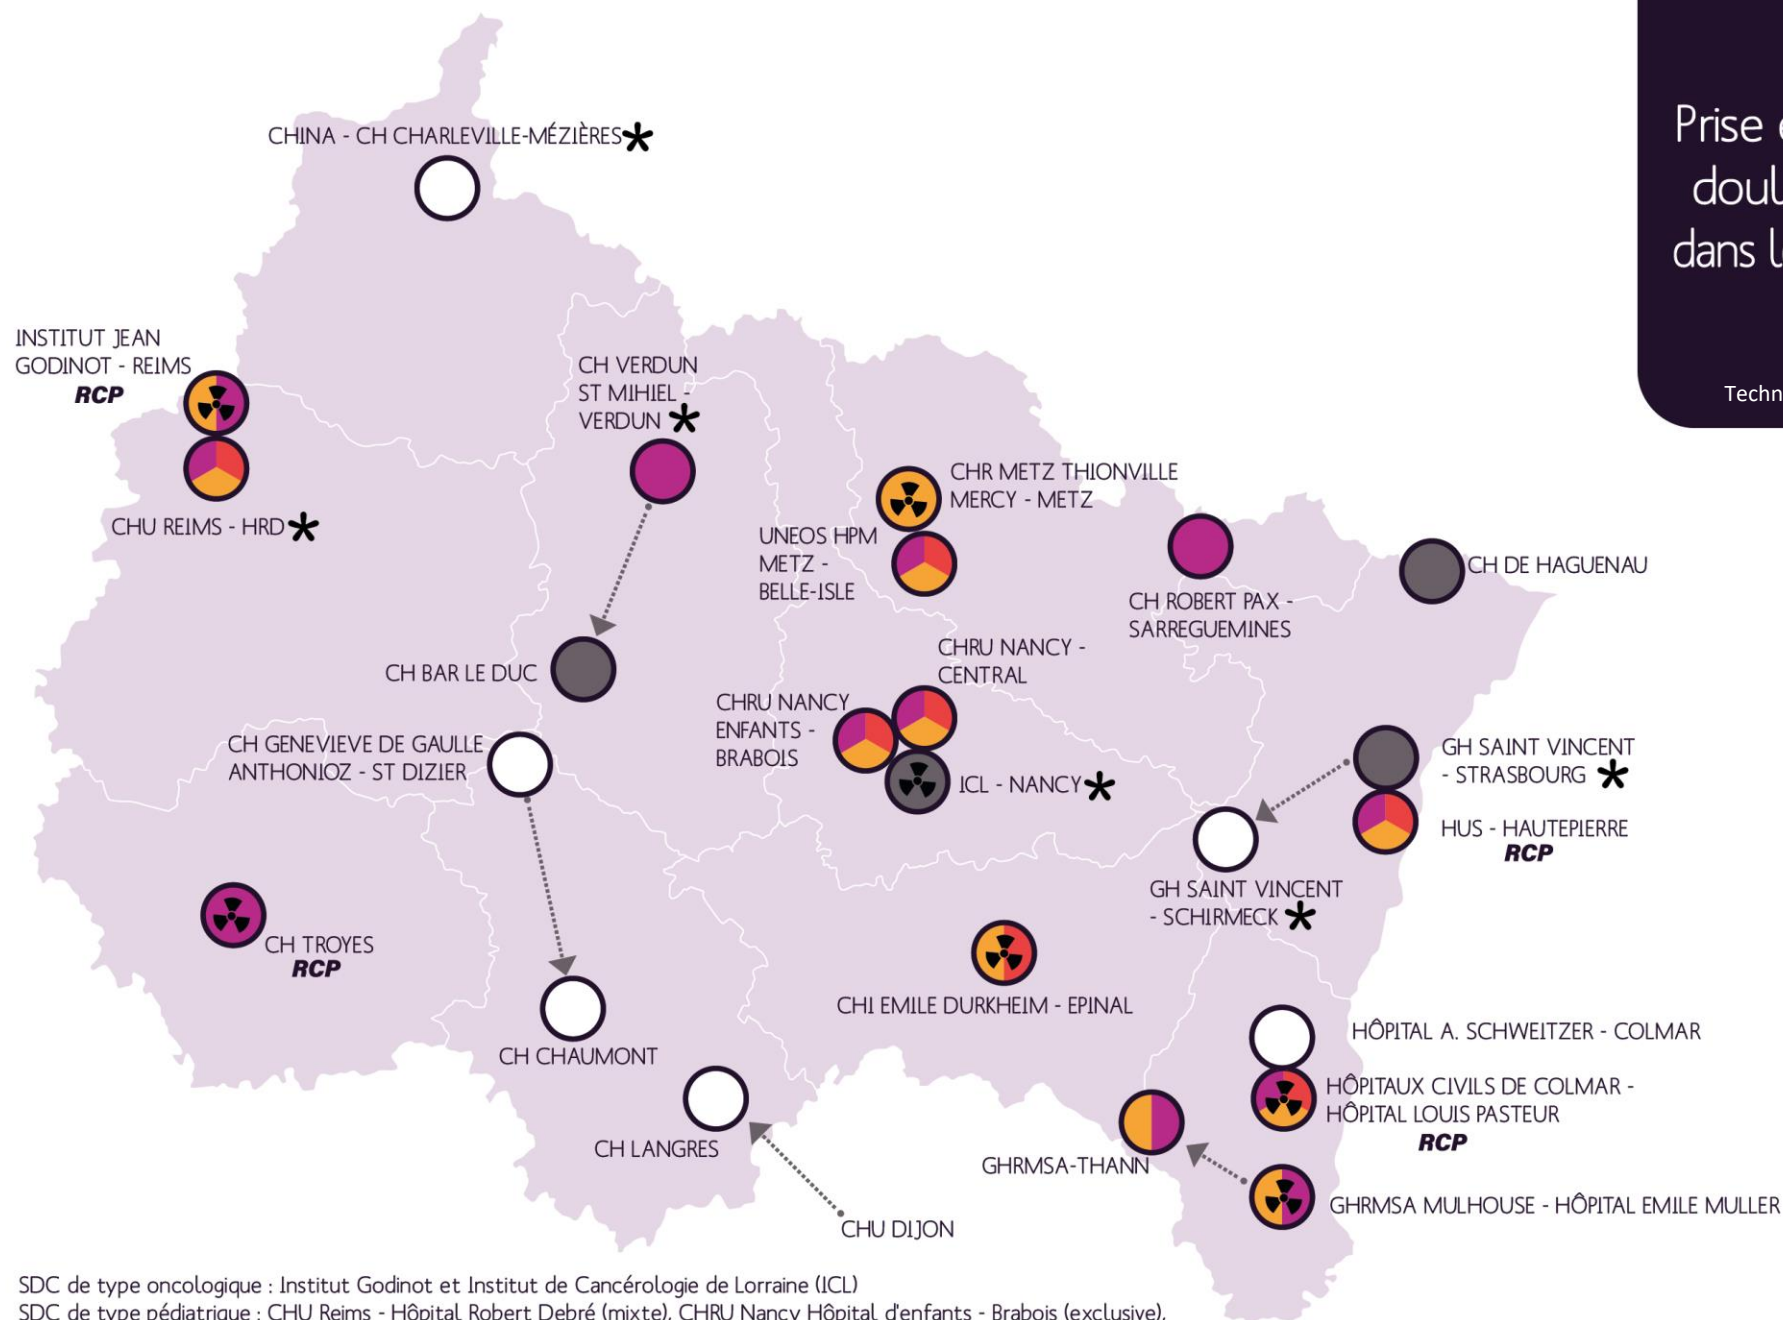 Prise
doul
dans l
Techn
CHINA - CH CHARLEVILLE-MÉZIÈRES*
INSTITUT JEAN
GODINOT - REIMS
RCP
CHU REIMS - HRD*
CH VERDUN
ST MIHIEL -
VERDUN *
CHR METZ THIONVILLE
MERCY - METZ
UNEOS HPM
METZ -
BELLE-ISLE
CH ROBERT PAX -
SARREGUEMINES
CH DE HAGUENAU
CH BAR LE DUC
CHRU NANCY -
CENTRAL
CHRU NANCY
ENFANTS -
BRABOIS
ICL - NANCY*
CH GENEVIEVE DE GAULLE
ANTHONIOZ - ST DIZIER
GH SAINT VINCENT
- STRASBOURG *
HUS - HAUTEPIERRE
RCP
GH SAINT VINCENT
- SCHIRMECK *
CH TROYES
RCP
CHI EMILE DURKHEIM - EPINAL
CH CHAUMONT
HÔPITAL A. SCHWEITZER - COLMAR
HÔPITAUX CIVILS DE COLMAR -
HÔPITAL LOUIS PASTEUR
RCP
CH LANGRES
GHRMSA-THANN
GHRMSA MULHOUSE - HÔPITAL EMILE MULLER
CHU DIJON
SDC de type oncologique : Institut Godinot et Institut de Cancérologie de Lorraine (ICL)
SDC de type pédiatrique : CHU Reims - Hôpital Robert Debré (mixte), CHRU Nancy Hôpital d'enfants - Brabois (exclusive),